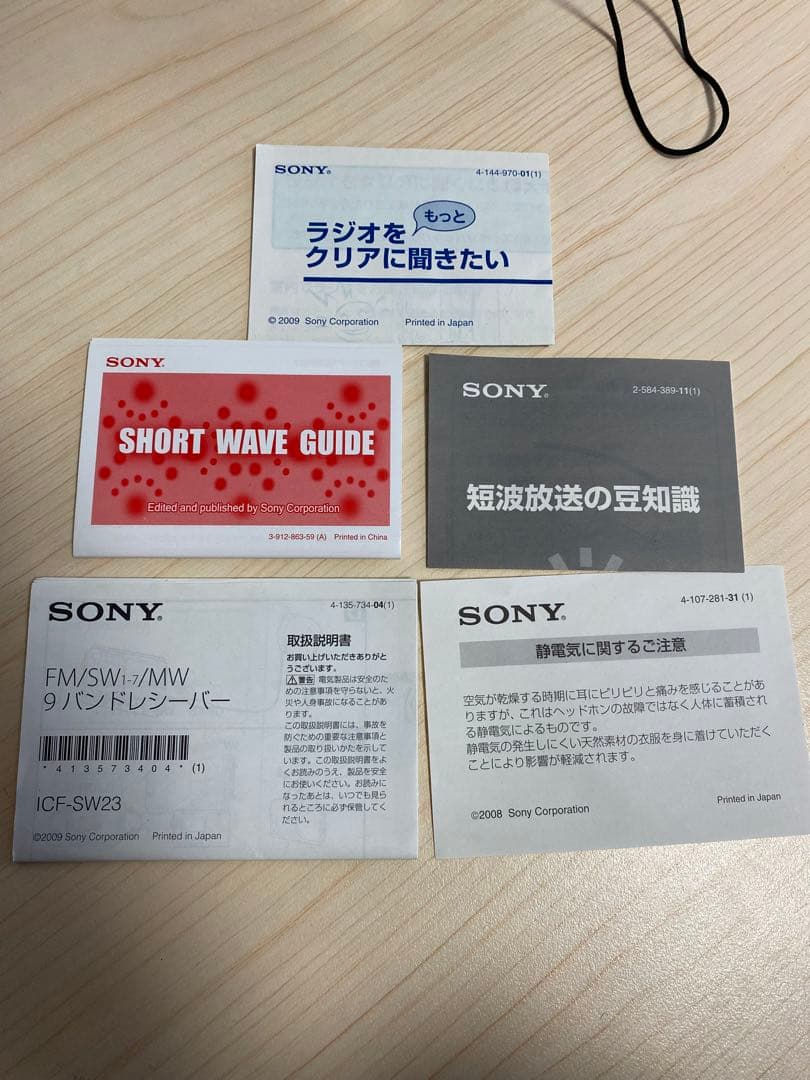 SONY®
4-144-970-01(1)
もっと
ラジオを
クリアに聞きたい
© 2009 Sony Corporation Printed in Japan
SONY®
SHORT WAVE GUIDE
Edited and published by Sony Corporation
3-912-863-59 (A) Printed in China
SONY®
2-584-389-11(1)
短波放送の豆知識
SONY®
4-135-734-04(1)
FM/SW1-7/MW
9 バンドレシーバー
*413573404* (1)
ICF-SW23
©2009 Sony Corporation Printed in Japan
取扱説明書
お買い上げいただきありがと
うございます。
⚠警告 電気製品は安全のた
めの注意事項を守らないと、火
災や人身事故になることがあ
ります。
この取扱説明書には、事故を
防ぐための重要な注意事項と
製品の取り扱いかたを示して
います。この取扱説明書をよ
くお読みのうえ、製品を安全
にお使いください。お読みに
なったあとは、いつでも見ら
れるところに必ず保管してく
ださい。
SONY®
4-107-281-31 (1)
静電気に関するご注意
空気が乾燥する時期に耳にピリピリと痛みを感じることがあ
りますが、これはヘッドホンの故障ではなく人体に蓄積され
る静電気によるものです。
静電気の発生しにくい天然素材の衣服を身に着けていただく
ことにより影響が軽減されます。
©2008 Sony Corporation
Printed in Japan